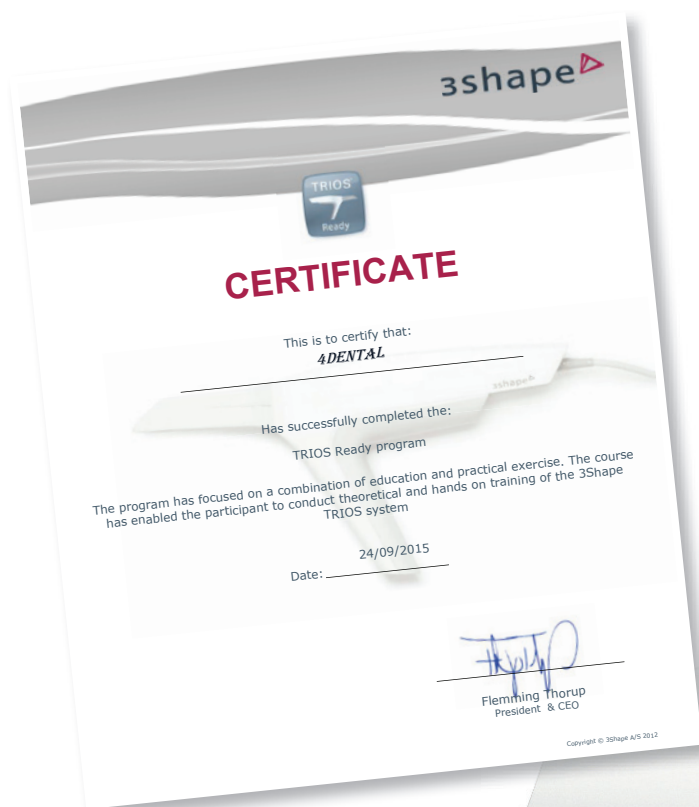 3shape
TRIOS
Ready
CERTIFICATE
This is to certify that:
4DENTAL
3shape
Has successfully completed the:
TRIOS Ready program
The program has focused on a combination of education and practical exercise. The course
has enabled the participant to conduct theoretical and hands on training of the 3Shape
TRIOS system
24/09/2015
Date:
Flemming Thorup
President & CEO
Copyright © 3Shape A/S 2012